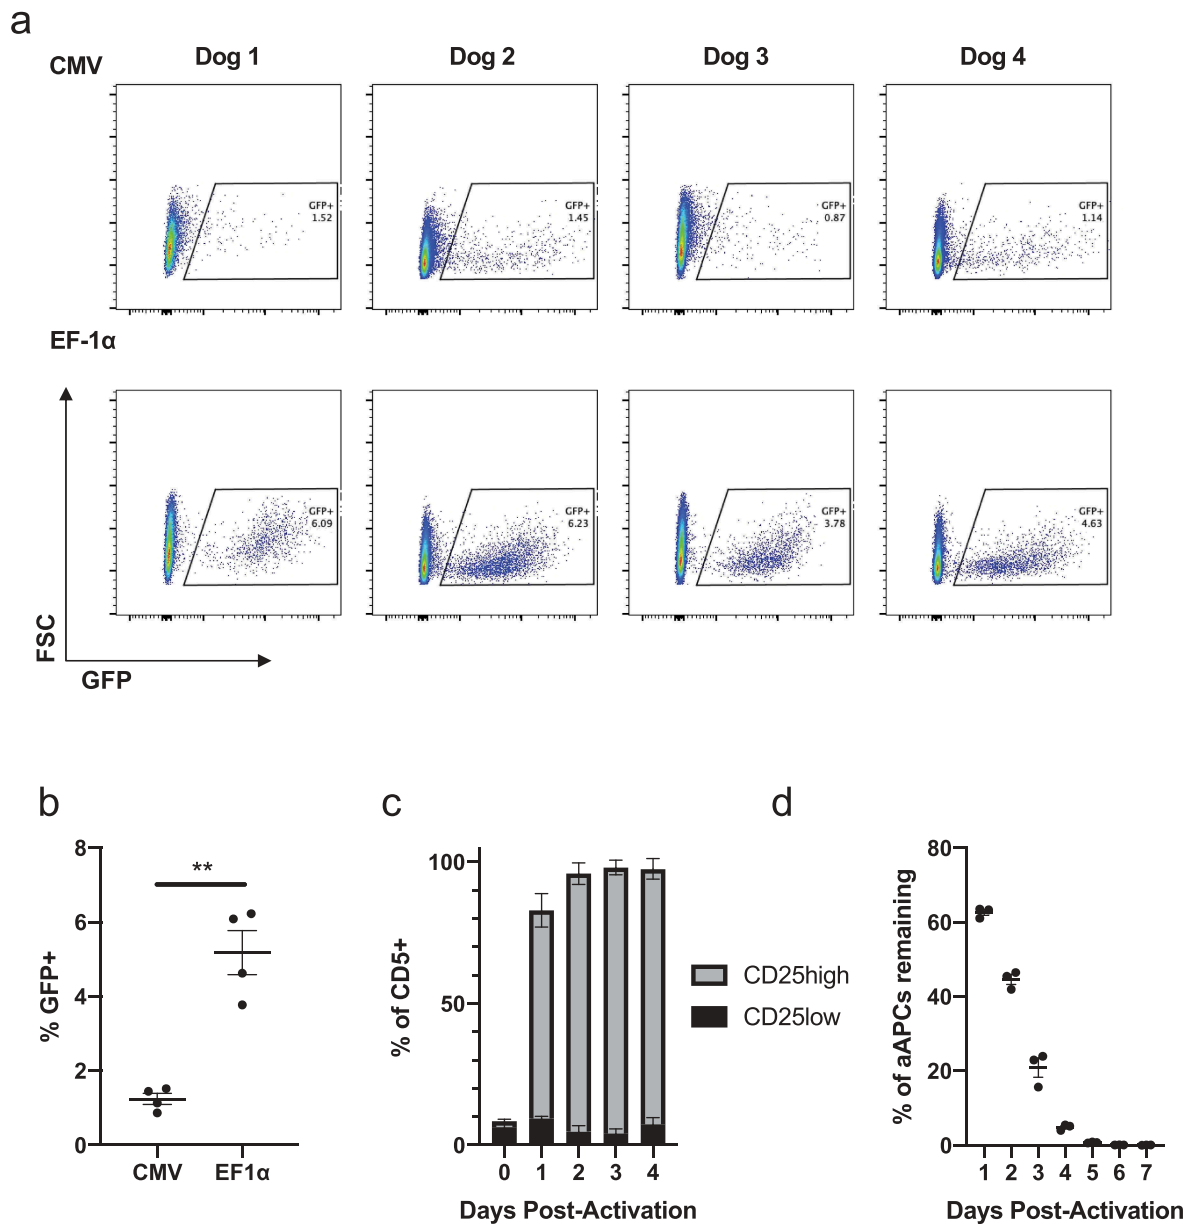 a
CMV Dog 1 Dog 2 Dog 3 Dog 4
GFP+ GFP+ GFP+ GFP+
1.52 1.45 0.87 1.14
EF-1α
GFP+ GFP+ GFP+ GFP+
6.09 6.23 3.78 4.63
FSC
GFP
b
8
6
4
2
0
% GFP+
**
CMV EF1α
c
100
50
0
% of CD5+
0 1 2 3 4
Days Post-Activation
CD25high
CD25low
d
80
60
40
20
0
% of aAPCs remaining
1 2 3 4 5 6 7
Days Post-Activation